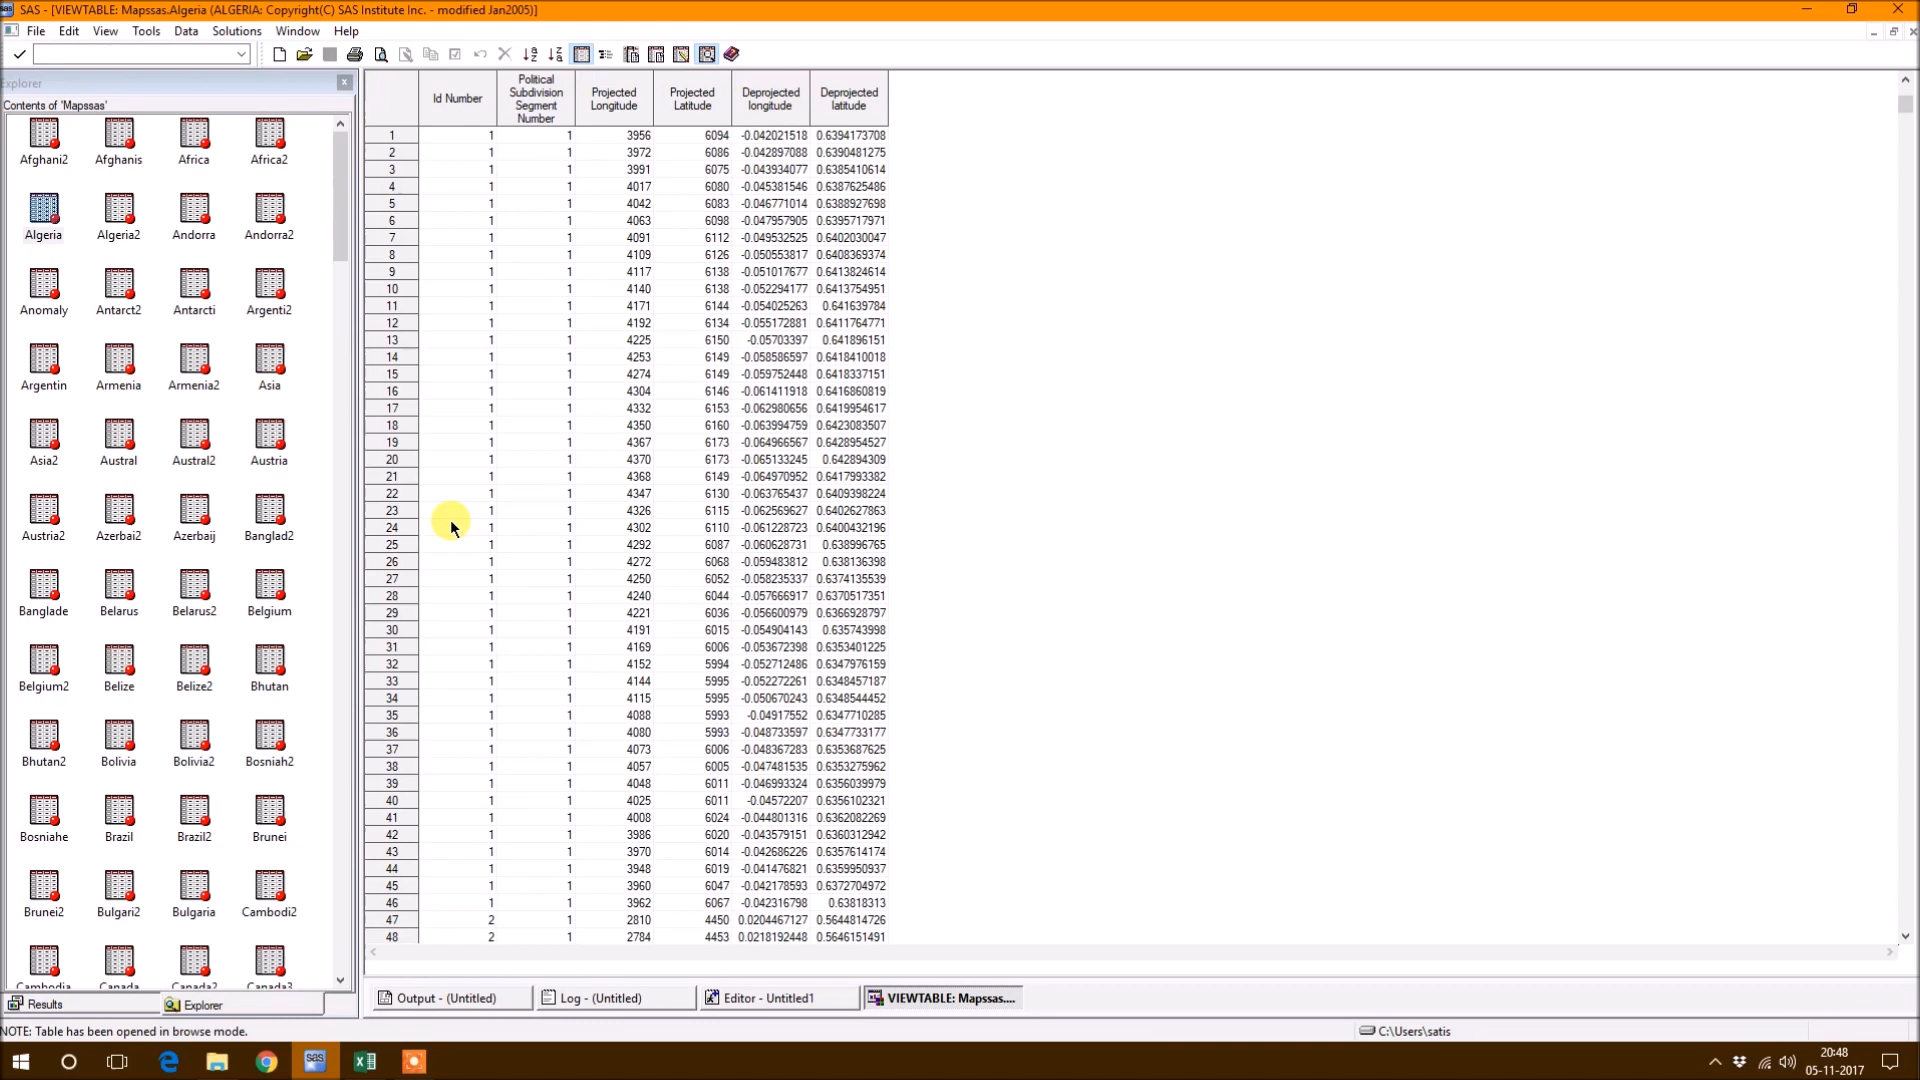 SAS - [VIEWTABLE: Mapssas.Algeria (ALGERIA: Copyright(C) SAS Institute Inc. - modified Jan2005)]
File Edit View Tools Data Solutions Window Help
Explorer
Contents of 'Mapssas'
Afghani2 Afghanis Africa Africa2
Algeria Algeria2 Andorra Andorra2
Anomaly Antarct2 Antarcti Argenti2
Argentin Armenia Armenia2 Asia
Asia2 Austral Austral2 Austria
Austria2 Azerbai2 Azerbaij Banglad2
Banglade Belarus Belarus2 Belgium
Belgium2 Belize Belize2 Bhutan
Bhutan2 Bolivia Bolivia2 Bosniah2
Bosniahe Brazil Brazil2 Brunei
Brunei2 Bulgari2 Bulgaria Cambodi2
Cambodia Canada Canada2 Canada3
Results Explorer
Id Number Political Subdivision Segment Number Projected Longitude Projected Latitude Deprojected longitude Deprojected latitude
1 1 1 3956 6094 -0.042021518 0.6394173708
2 1 1 3972 6086 -0.042897088 0.6390481275
3 1 1 3991 6075 -0.043934077 0.6385410614
4 1 1 4017 6080 -0.045381546 0.6387625486
5 1 1 4042 6083 -0.046771014 0.6388927698
6 1 1 4063 6098 -0.047957905 0.6395717971
7 1 1 4091 6112 -0.049532525 0.6402030047
8 1 1 4109 6126 -0.050553817 0.6408369374
9 1 1 4117 6138 -0.051017677 0.6413824614
10 1 1 4140 6138 -0.052294177 0.6413754951
11 1 1 4171 6144 -0.054025263 0.641639784
12 1 1 4192 6134 -0.055172881 0.6411764771
13 1 1 4225 6150 -0.05703397 0.641896151
14 1 1 4253 6149 -0.058586597 0.6418410018
15 1 1 4274 6149 -0.059752448 0.6418337151
16 1 1 4304 6146 -0.061411918 0.6416860819
17 1 1 4332 6153 -0.062980656 0.6419954617
18 1 1 4350 6160 -0.063994759 0.6423083507
19 1 1 4367 6173 -0.064966567 0.6428954527
20 1 1 4370 6173 -0.065133245 0.642894309
21 1 1 4368 6149 -0.064970952 0.6417993382
22 1 1 4347 6130 -0.063765437 0.6409398224
23 1 1 4326 6115 -0.062569627 0.6402627863
24 1 1 4302 6110 -0.061228723 0.6400432196
25 1 1 4292 6087 -0.060628731 0.638996765
26 1 1 4272 6068 -0.059483812 0.638136398
27 1 1 4250 6052 -0.058235337 0.6374135539
28 1 1 4240 6044 -0.057666917 0.6370517351
29 1 1 4221 6036 -0.056600979 0.6366928797
30 1 1 4191 6015 -0.054904143 0.635743998
31 1 1 4169 6006 -0.053672398 0.6353401225
32 1 1 4152 5994 -0.052712486 0.6347976159
33 1 1 4144 5995 -0.052272261 0.6348457187
34 1 1 4115 5995 -0.050670243 0.6348544452
35 1 1 4088 5993 -0.04917552 0.6347710285
36 1 1 4080 5993 -0.048733597 0.6347733177
37 1 1 4073 6006 -0.048367283 0.6353687625
38 1 1 4057 6005 -0.047481535 0.6353275962
39 1 1 4048 6011 -0.046993324 0.6356039979
40 1 1 4025 6011 -0.04572207 0.6356102321
41 1 1 4008 6024 -0.044801316 0.6362082269
42 1 1 3986 6020 -0.043579151 0.6360312942
43 1 1 3970 6014 -0.042686226 0.6357614174
44 1 1 3948 6019 -0.041476821 0.6359950937
45 1 1 3960 6047 -0.042178593 0.6372704972
46 1 1 3962 6067 -0.042316798 0.63818313
47 2 1 2810 4450 0.0204467127 0.5644814726
48 2 1 2784 4453 0.0218192448 0.5646151491
Output - (Untitled) Log - (Untitled) Editor - Untitled1 VIEWTABLE: Mapssas....
NOTE: Table has been opened in browse mode. C:\Users\satis
sas
20:48
05-11-2017